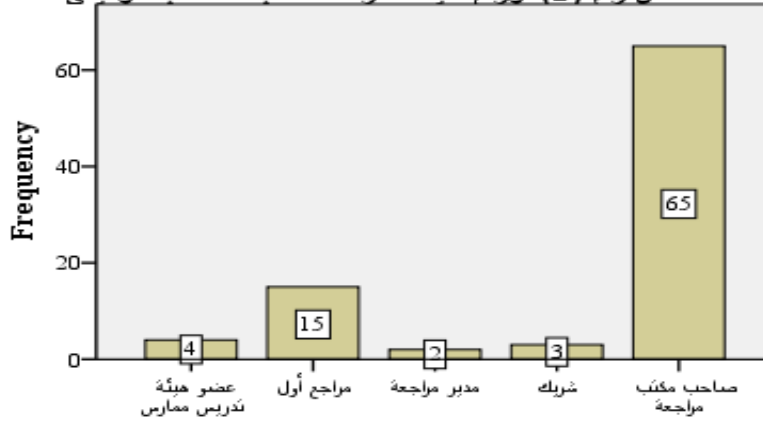 60
40
20
0
Frequency
4
15
2
3
65
عضو هيئة
تدريس ممارس
مراجع أول
مدير مراجعة
شريك
صاحب مكتب
مراجعة